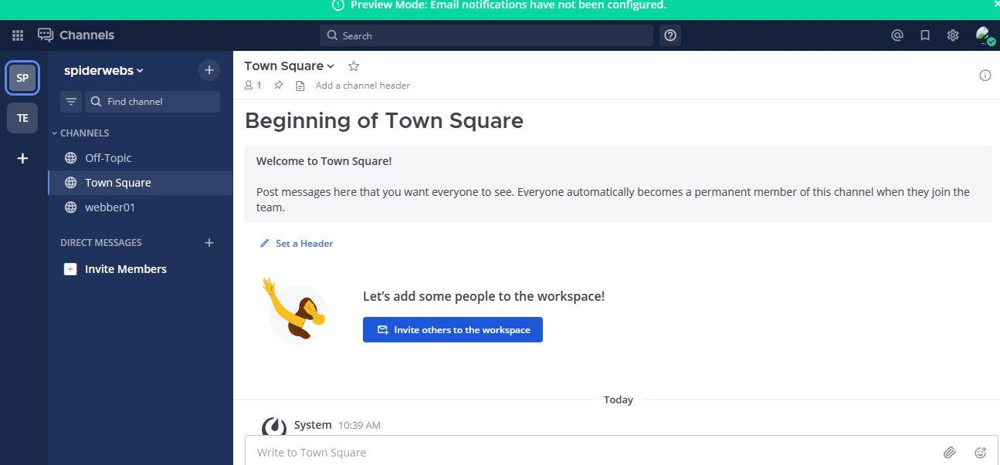 Preview Mode: Email notifications have not been configured.
Channels
Search
SP
TE
spiderwebs
Find channel
CHANNELS
Off-Topic
Town Square
webber01
DIRECT MESSAGES
Invite Members
Town Square
1
Add a channel header
Beginning of Town Square
Welcome to Town Square!
Post messages here that you want everyone to see. Everyone automatically becomes a permanent member of this channel when they join the
team.
Set a Header
Let's add some people to the workspace!
Invite others to the workspace
Today
System 10:39 AM
Write to Town Square